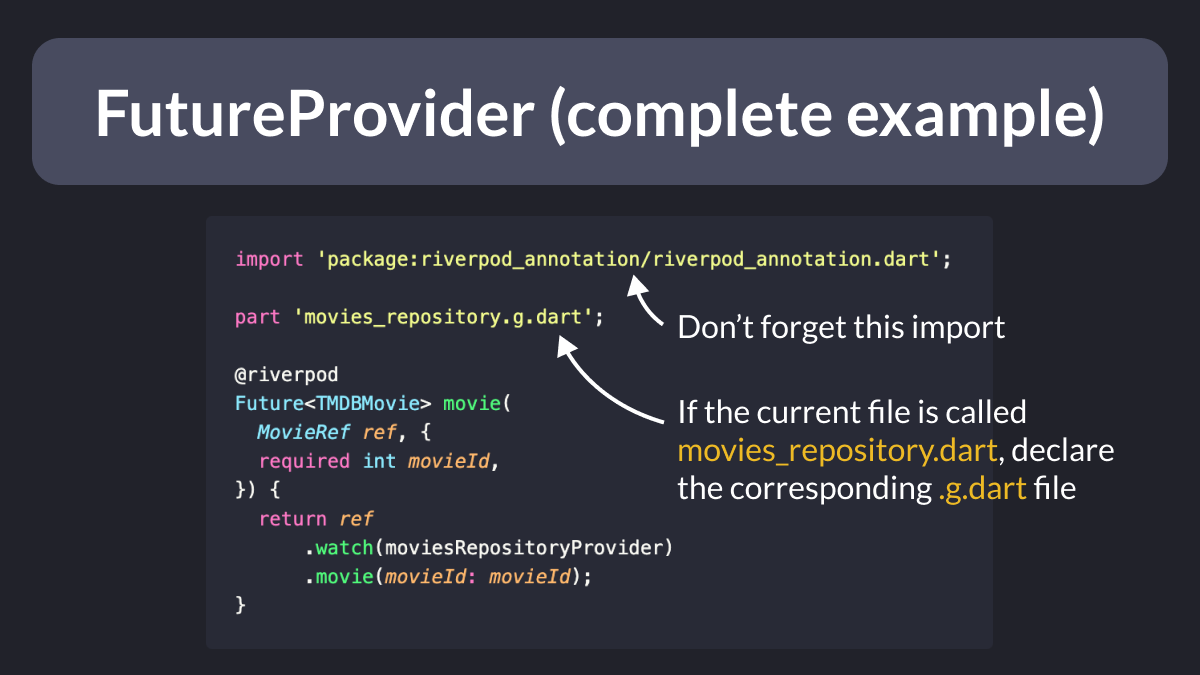 FutureProvider (complete example)
import 'package:riverpod_annotation/riverpod_annotation.dart';
part 'movies_repository.g.dart';
Don’t forget this import
@riverpod
Future<TMDBMovie> movie(
  MovieRef ref, {
  required int movieId,
}) {
  return ref
      .watch(moviesRepositoryProvider)
      .movie(movieId: movieId);
}
If the current file is called
movies_repository.dart, declare
the corresponding .g.dart file